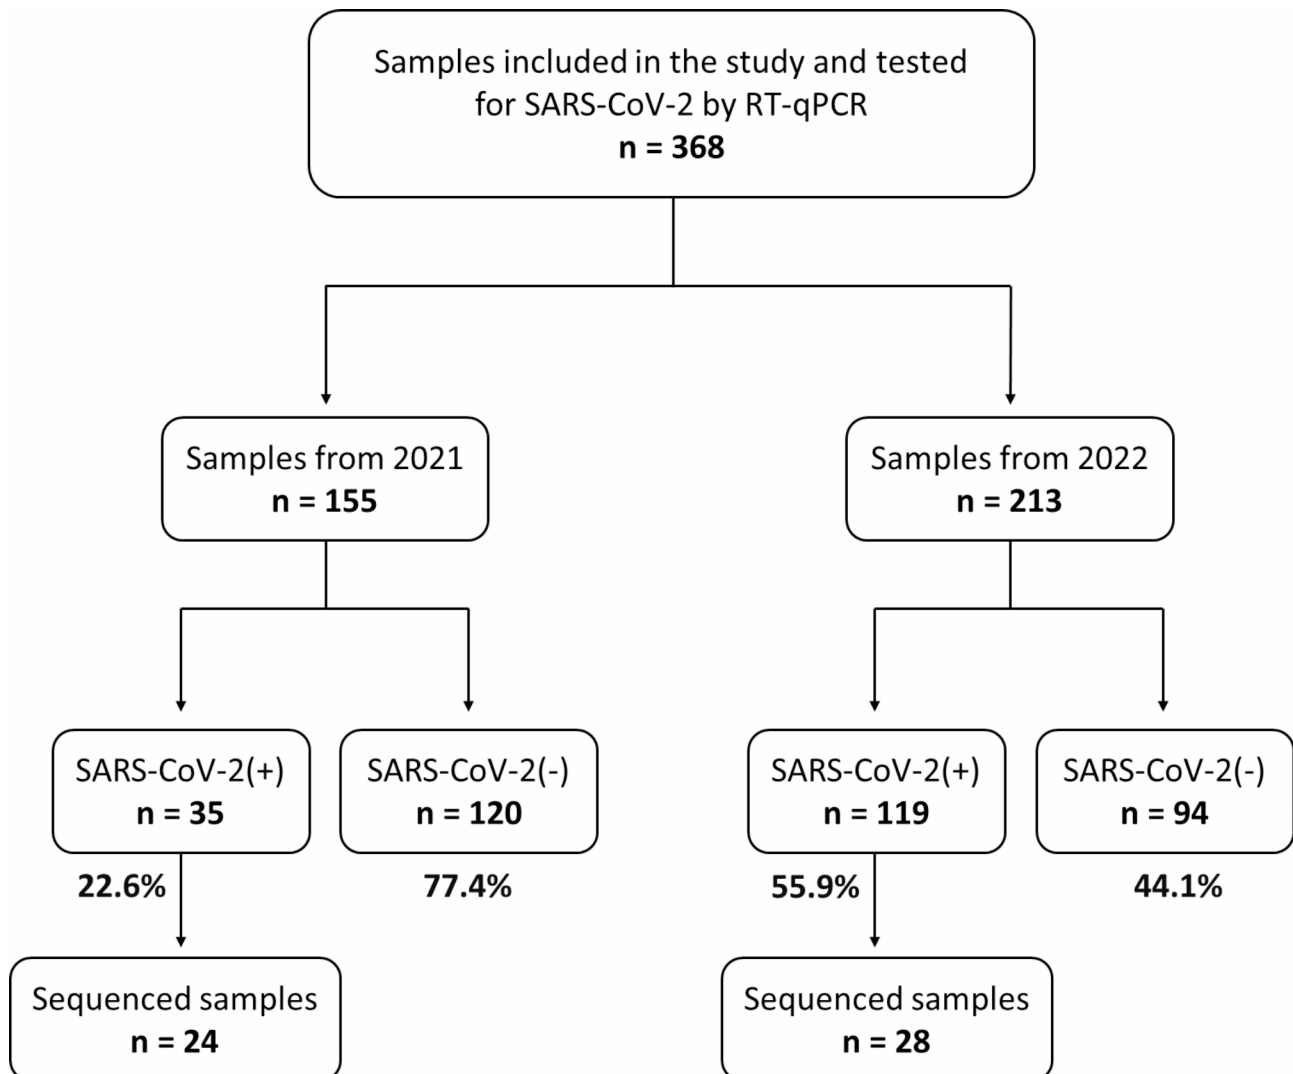 Samples included in the study and tested
for SARS-CoV-2 by RT-qPCR
n = 368
Samples from 2021
n = 155
Samples from 2022
n = 213
SARS-CoV-2(+)
n = 35
SARS-CoV-2(-)
n = 120
SARS-CoV-2(+)
n = 119
SARS-CoV-2(-)
n = 94
22.6%
77.4%
55.9%
44.1%
Sequenced samples
n = 24
Sequenced samples
n = 28